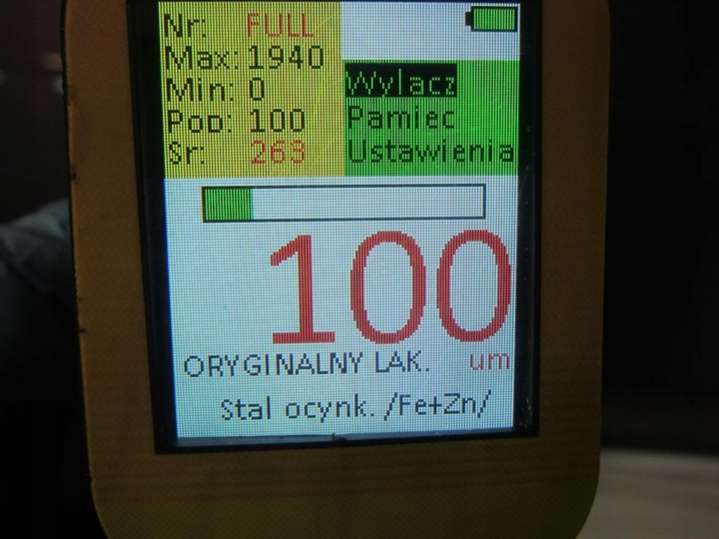 Nr: FULL
Max: 1940
Min: 0
Pop: 100
Sr: 268
Wylacz
Pamiec
Ustawienia
100
ORYGINALNY LAK. um
Stal ocynk. /Fe+Zn/